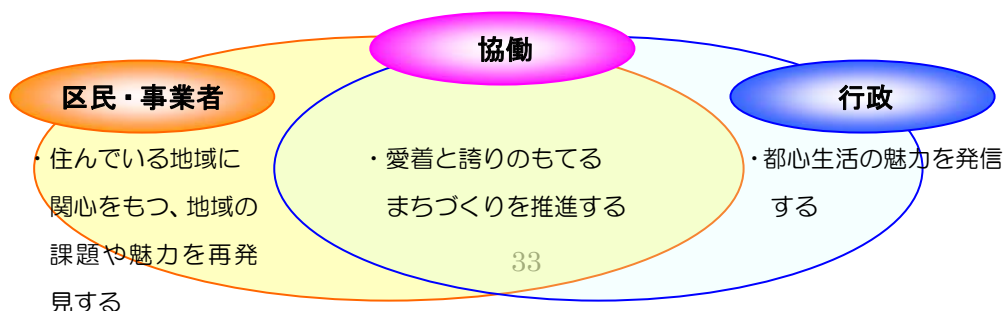 協働
区民・事業者
行政
・住んでいる地域に
関心をもつ、地域の
課題や魅力を再発
見する
・愛着と誇りのもてる
まちづくりを推進する
・都心生活の魅力を発信
する
33